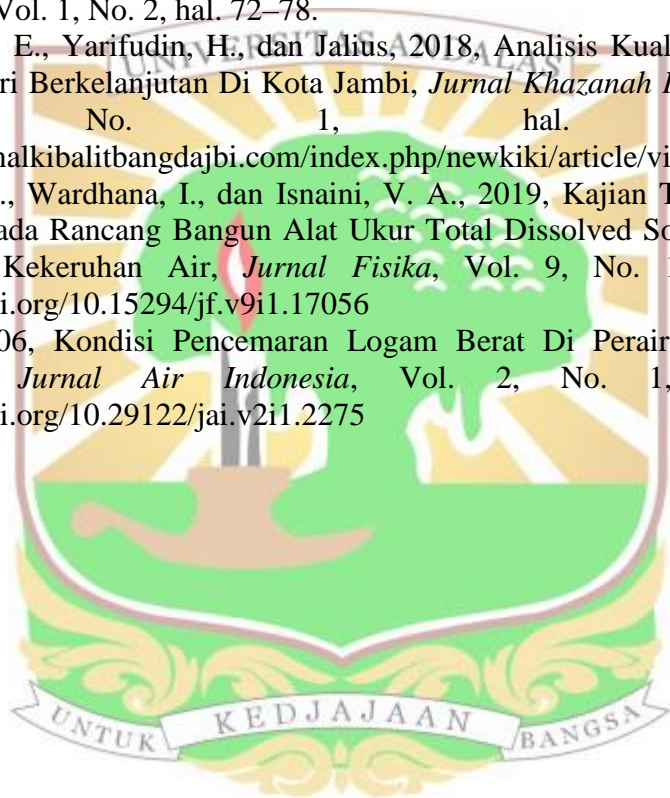 Vol. 1, No. 2, hal. 72–78.
E., Yarifudin, H., dan Jalius, 2018, Analisis Kual
UNIVERSITAS ANDALAS
ri Berkelanjutan Di Kota Jambi, Jurnal Khazanah I
No. 1, hal.
nalkibalitbangdajbi.com/index.php/newkiki/article/vi
., Wardhana, I., dan Isnaini, V. A., 2019, Kajian T
ada Rancang Bangun Alat Ukur Total Dissolved So
Kekeruhan Air, Jurnal Fisika, Vol. 9, No.
i.org/10.15294/jf.v9i1.17056
06, Kondisi Pencemaran Logam Berat Di Perair
Jurnal Air Indonesia, Vol. 2, No. 1,
i.org/10.29122/jai.v2i1.2275
UNTUK KEDJAJAAN BANGSA